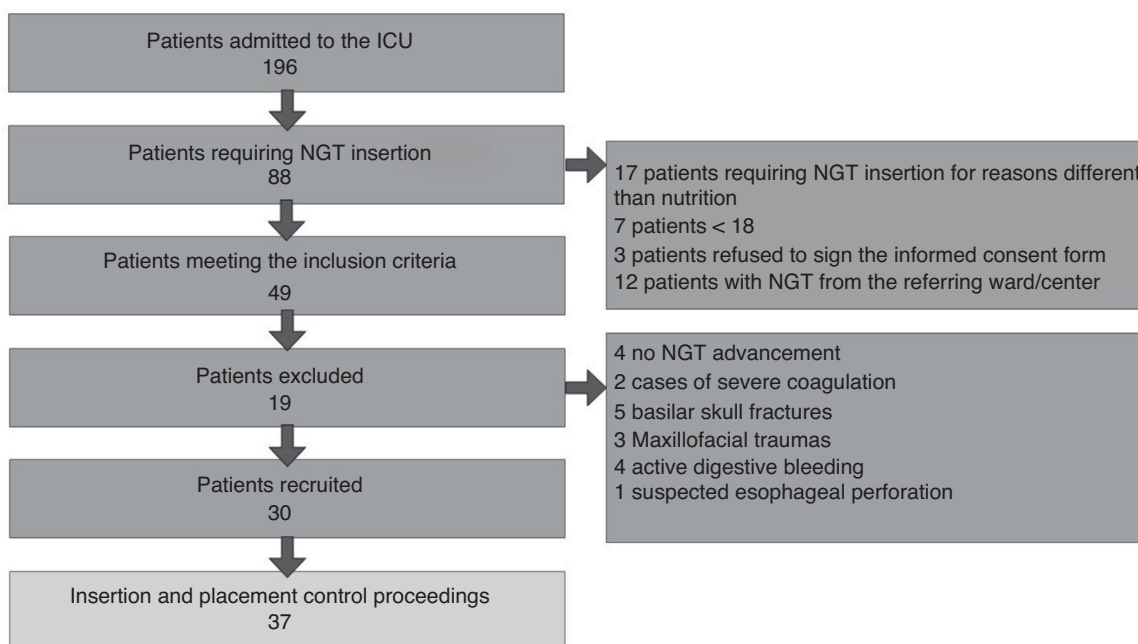 Patients admitted to the ICU
196
Patients requiring NGT insertion
88
17 patients requiring NGT insertion for reasons different
than nutrition
7 patients < 18
3 patients refused to sign the informed consent form
12 patients with NGT from the referring ward/center
Patients meeting the inclusion criteria
49
Patients excluded
19
4 no NGT advancement
2 cases of severe coagulation
5 basilar skull fractures
3 Maxillofacial traumas
4 active digestive bleeding
1 suspected esophageal perforation
Patients recruited
30
Insertion and placement control proceedings
37